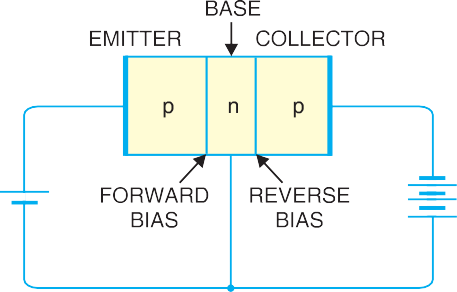 BASE
EMITTER
COLLECTOR
p
n
p
FORWARD
BIAS
REVERSE
BIAS